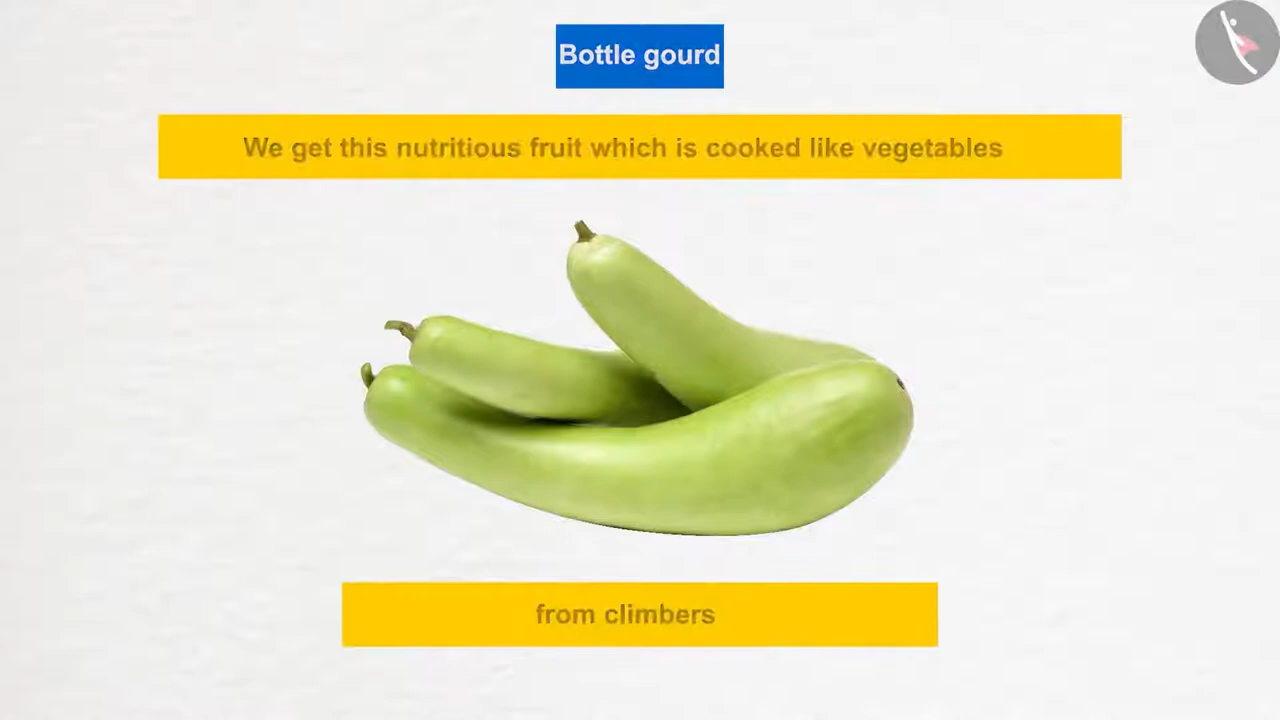 Bottle gourd
We get this nutritious fruit which is cooked like vegetables
from climbers